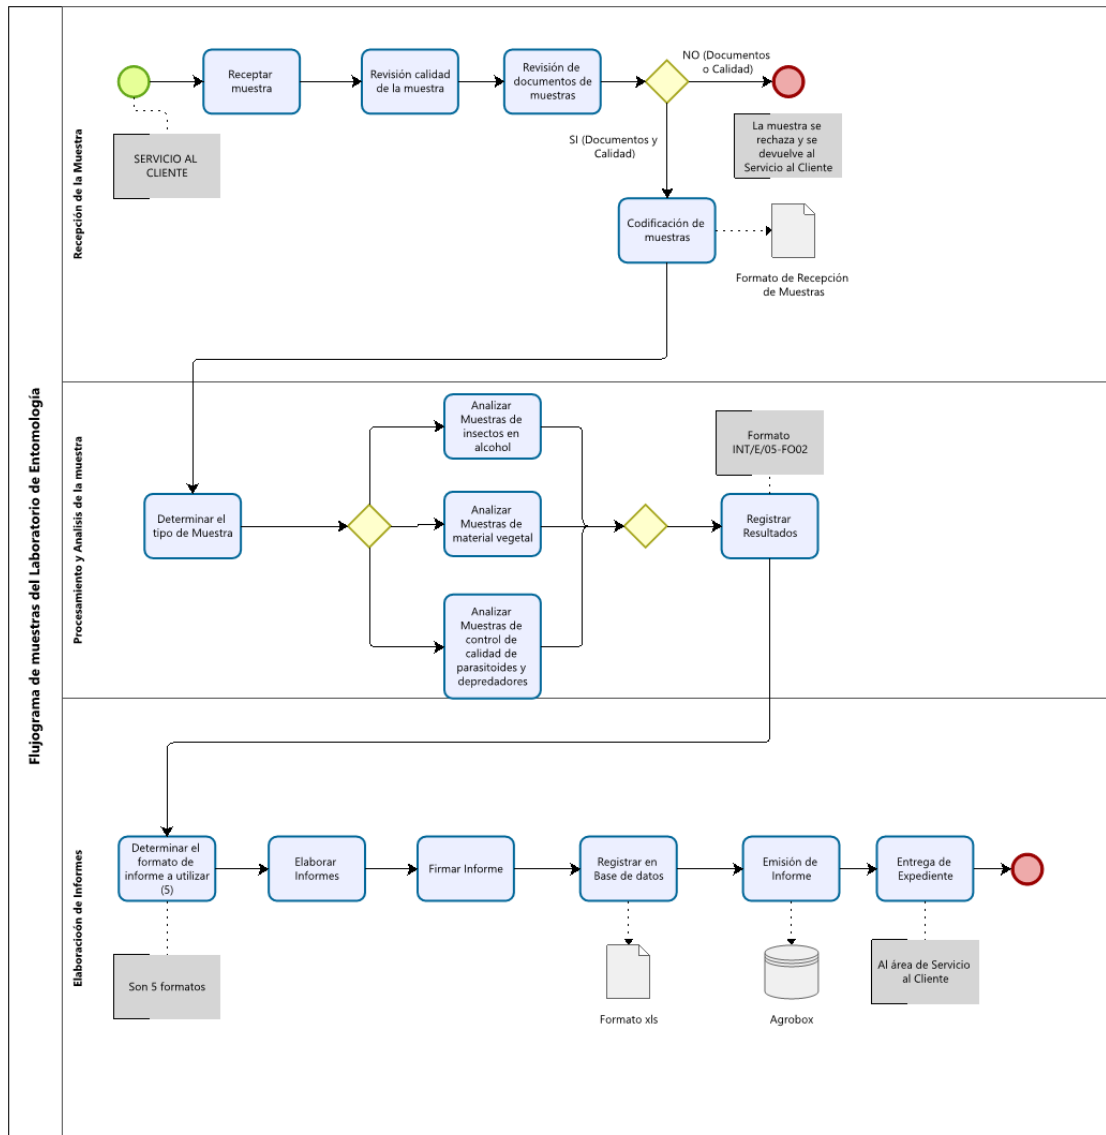 Flujograma de muestras del Laboratorio de Entomología
Recepción de la Muestra
Receptar
muestra
Revisión calidad
de la muestra
Revisión de
documentos de
muestras
NO (Documentos
o Calidad)
SERVICIO AL
CLIENTE
SI (Documentos y
Calidad)
La muestra se
rechaza y se
devuelve al
Servicio al Cliente
Codificación de
muestras
Formato de Recepción
de Muestras
Procesamiento y Analisis de la muestra
Determinar el
tipo de Muestra
Analizar
Muestras de
insectos en
alcohol
Analizar
Muestras de
material vegetal
Analizar
Muestras de
control de
calidad de
parasitoides y
depredadores
Formato
INT/E/05-FO02
Registrar
Resultados
Elaboracioón de Informes
Determinar el
formato de
informe a utilizar
(5)
Elaborar
Informes
Firmar Informe
Registrar en
Base de datos
Emisión de
Informe
Entrega de
Expediente
Son 5 formatos
Formato xls
Agrobox
Al área de Servicio
al Cliente